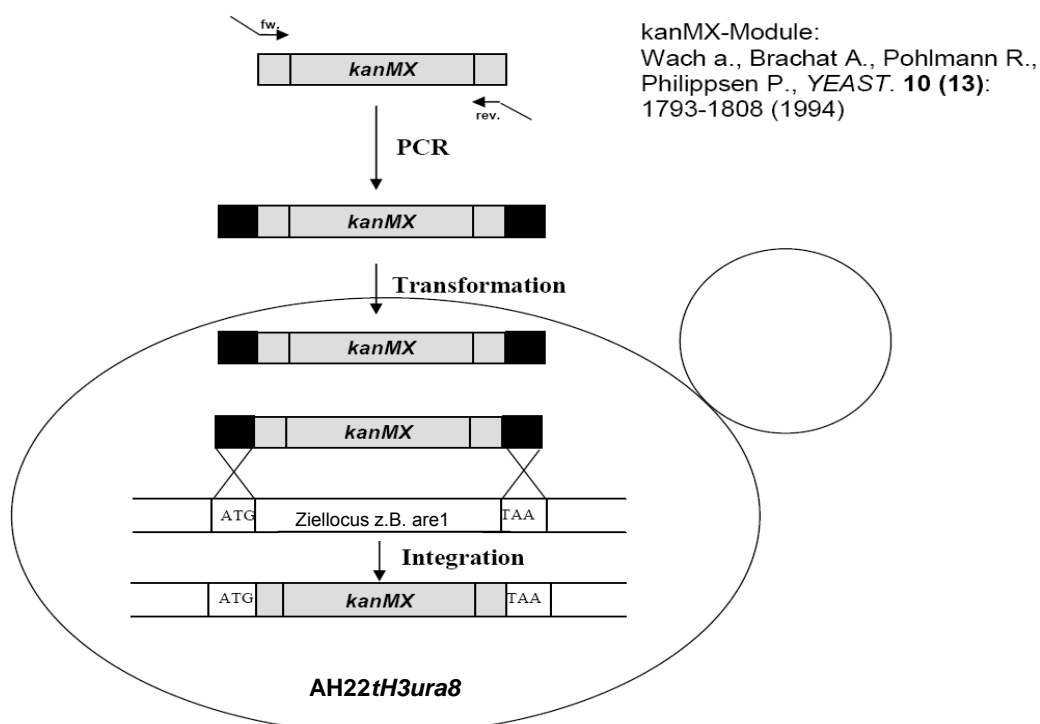 fw.
kanMX
rev.
kanMX-Module:
Wach a., Brachat A., Pohlmann R.,
Philippsen P., YEAST. 10 (13):
1793-1808 (1994)
PCR
kanMX
Transformation
kanMX
kanMX
ATG
Ziellocus z.B. are1
TAA
Integration
ATG
kanMX
TAA
AH22tH3ura8